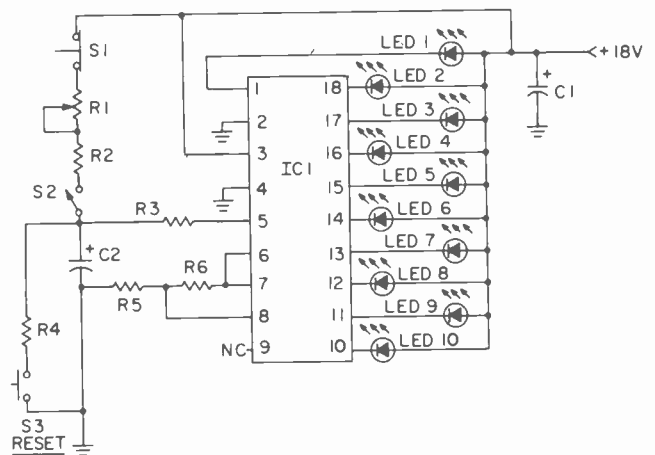 LED 1
+18V
S1
LED 2
+
C1
1
18
R1
LED 3
2
17
R2
LED 4
3
IC1
16
S2
LED 5
4
15
R3
LED 6
5
14
+
C2
LED 7
6
13
R6
LED 8
7
12
R5
LED 9
8
11
R4
NC
9
10
LED 10
S3
RESET